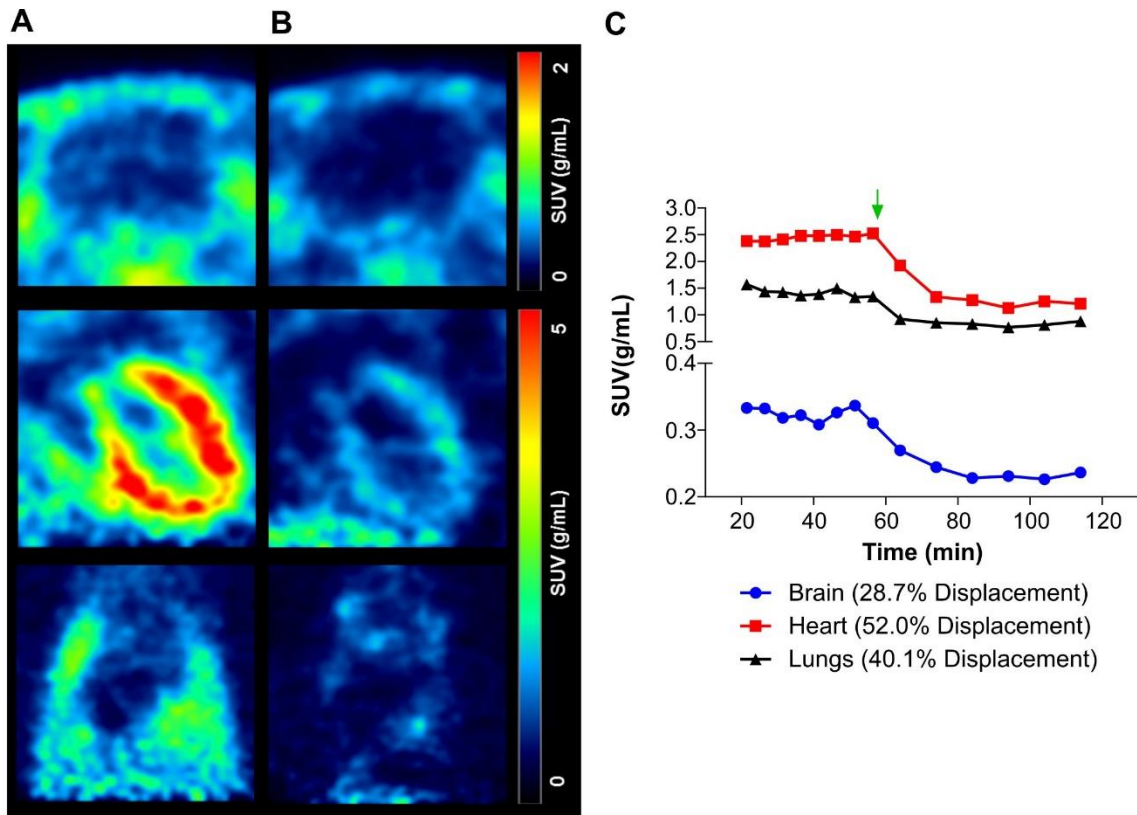 A
B
C
2
SUV (g/mL)
0
5
SUV (g/mL)
0
3.0
2.5
2.0
1.5
1.0
0.5
0.4
0.3
0.2
SUV(g/mL)
20 40 60 80 100 120
Time (min)
Brain (28.7% Displacement)
Heart (52.0% Displacement)
Lungs (40.1% Displacement)